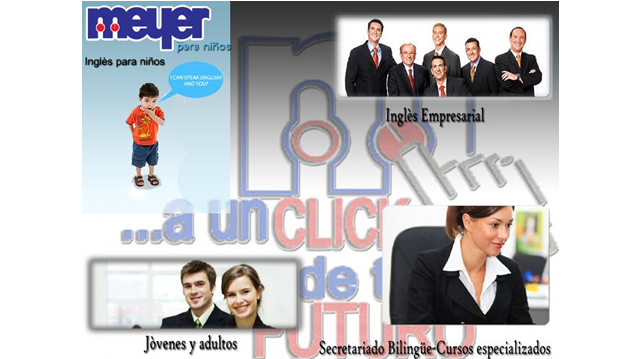 meyer
para niños
Inglès para niños
I CAN SPEAK ENGLISH!
AND YOU?
Inglès Empresarial
...a un CLICK
de t
FUTURO
Jòvenes y adultos
Secretariado Bilingüe-Cursos especializados